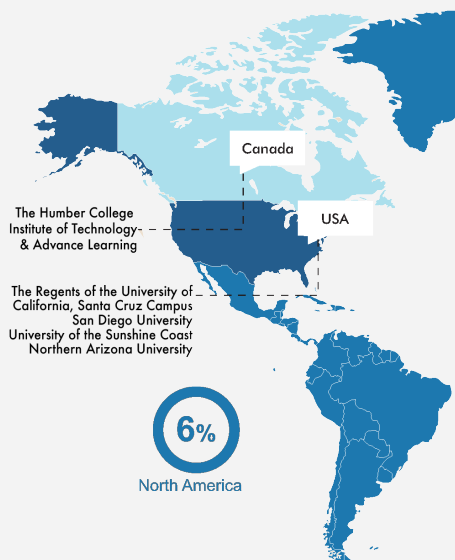 Canada
The Humber College
Institute of Technology
& Advance Learning
USA
The Regents of the University of
California, Santa Cruz Campus
San Diego University
University of the Sunshine Coast
Northern Arizona University
6%
North America